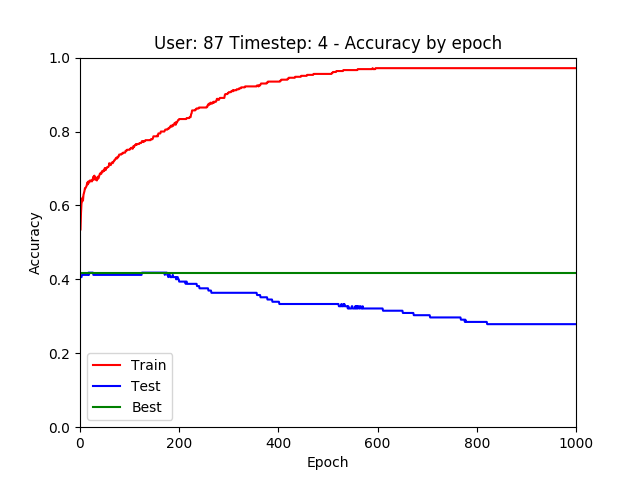 User: 87 Timestep: 4 - Accuracy by epoch
1.0
0.8
0.6
0.4
0.2
0.0
Accuracy
Train
Test
Best
0 200 400 600 800 1000
Epoch